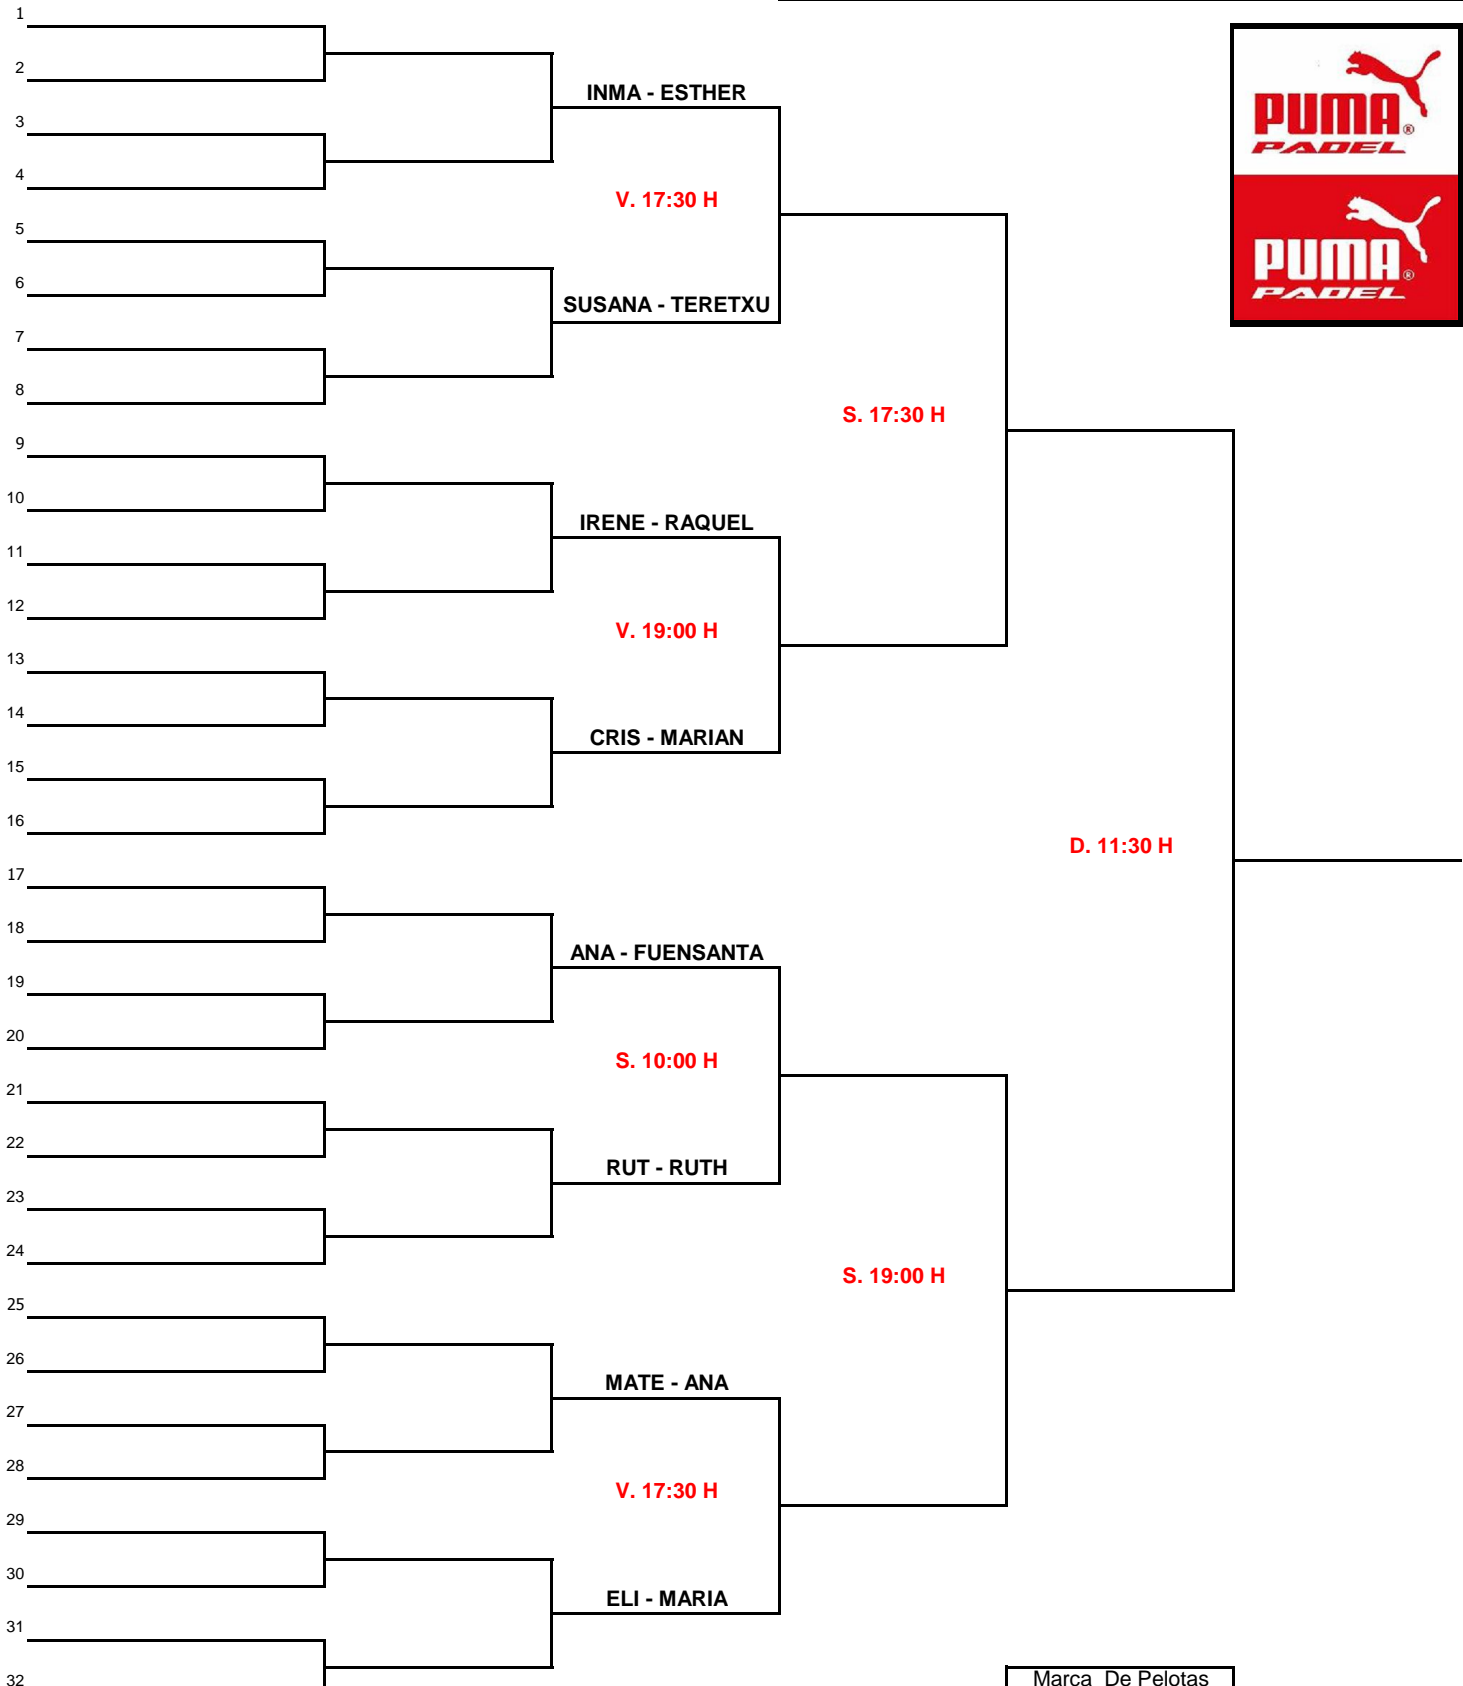 1
2
INMA - ESTHER
3
4
V. 17:30 H
5
6
SUSANA - TERETXU
7
8
S. 17:30 H
9
10
IRENE - RAQUEL
11
12
V. 19:00 H
13
14
CRIS - MARIAN
15
16
D. 11:30 H
17
18
ANA - FUENSANTA
19
20
S. 10:00 H
21
22
RUT - RUTH
23
24
S. 19:00 H
25
26
MATE - ANA
27
28
V. 17:30 H
29
30
ELI - MARIA
31
32
Marca De Pelotas
PUMA®
PADEL
PUMA®
PADEL